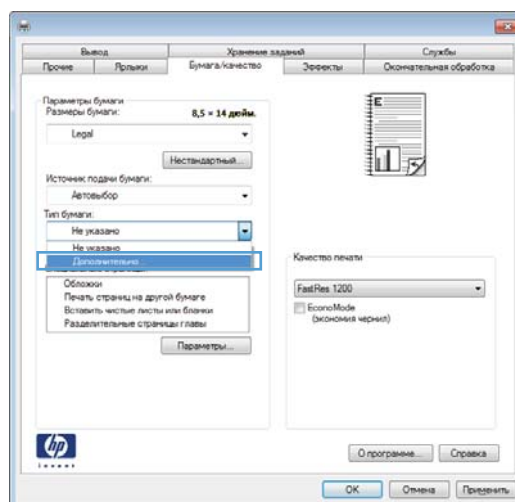 Вывод Хранение заданий Службы
Прочие Ярлыки Бумага/качество Эффекты Окончательная обработка
Параметры бумаги
Размеры бумаги: 8,5 × 14 дюйм.
Legal
Нестандартный...
Источник подачи бумаги:
Автовыбор
Тип бумаги:
Не указано
Не указано
Дополнительно...
Обложки
Печать страниц на другой бумаге
Вставить чистые листы или бланки
Разделительные страницы главы
Параметры...
E
Качество печати
FastRes 1200
EconoMode
(экономия чернил)
hp
invent
О программе... Справка
OK Отмена Применить